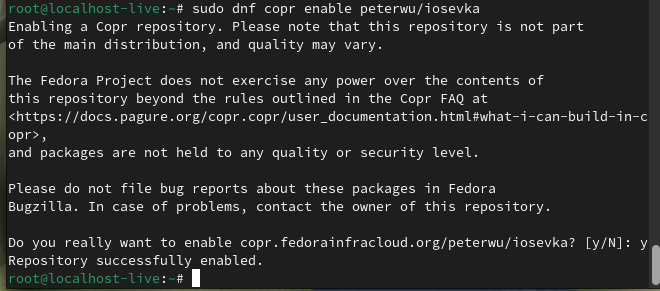 root@localhost-live:~# sudo dnf copr enable peterwu/iosevka
Enabling a Copr repository. Please note that this repository is not part
of the main distribution, and quality may vary.

The Fedora Project does not exercise any power over the contents of
this repository beyond the rules outlined in the Copr FAQ at
<https://docs.pagure.org/copr.copr/user_documentation.html#what-i-can-build-in-c
opr>,
and packages are not held to any quality or security level.

Please do not file bug reports about these packages in Fedora
Bugzilla. In case of problems, contact the owner of this repository.

Do you really want to enable copr.fedorainfracloud.org/peterwu/iosevka? [y/N]: y
Repository successfully enabled.
root@localhost-live:~#